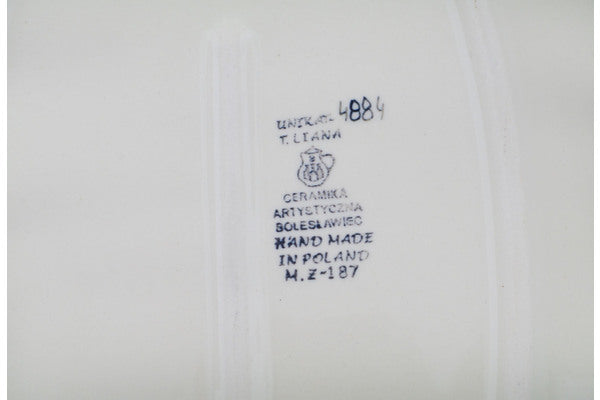 UNIKAT 4884
T. LIANA
CERAMIKA
ARTYSTYCZNA
BOLESŁAWIEC
HAND MADE
IN POLAND
M.Z-187